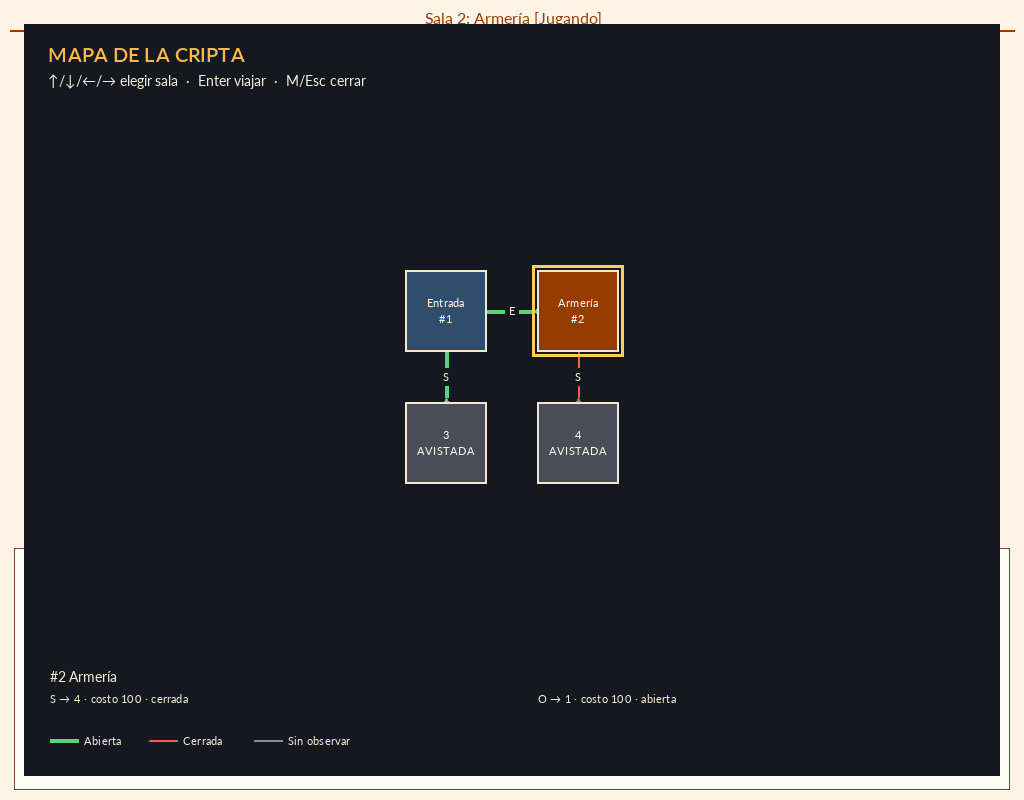 Sala 2: Armería [Jugando]
MAPA DE LA CRIPTA
↑/↓/←/→ elegir sala · Enter viajar · M/Esc cerrar
Entrada
#1
E
Armería
#2
S
S
3
AVISTADA
4
AVISTADA
#2 Armería
S → 4 · costo 100 · cerrada
O → 1 · costo 100 · abierta
Abierta
Cerrada
Sin observar